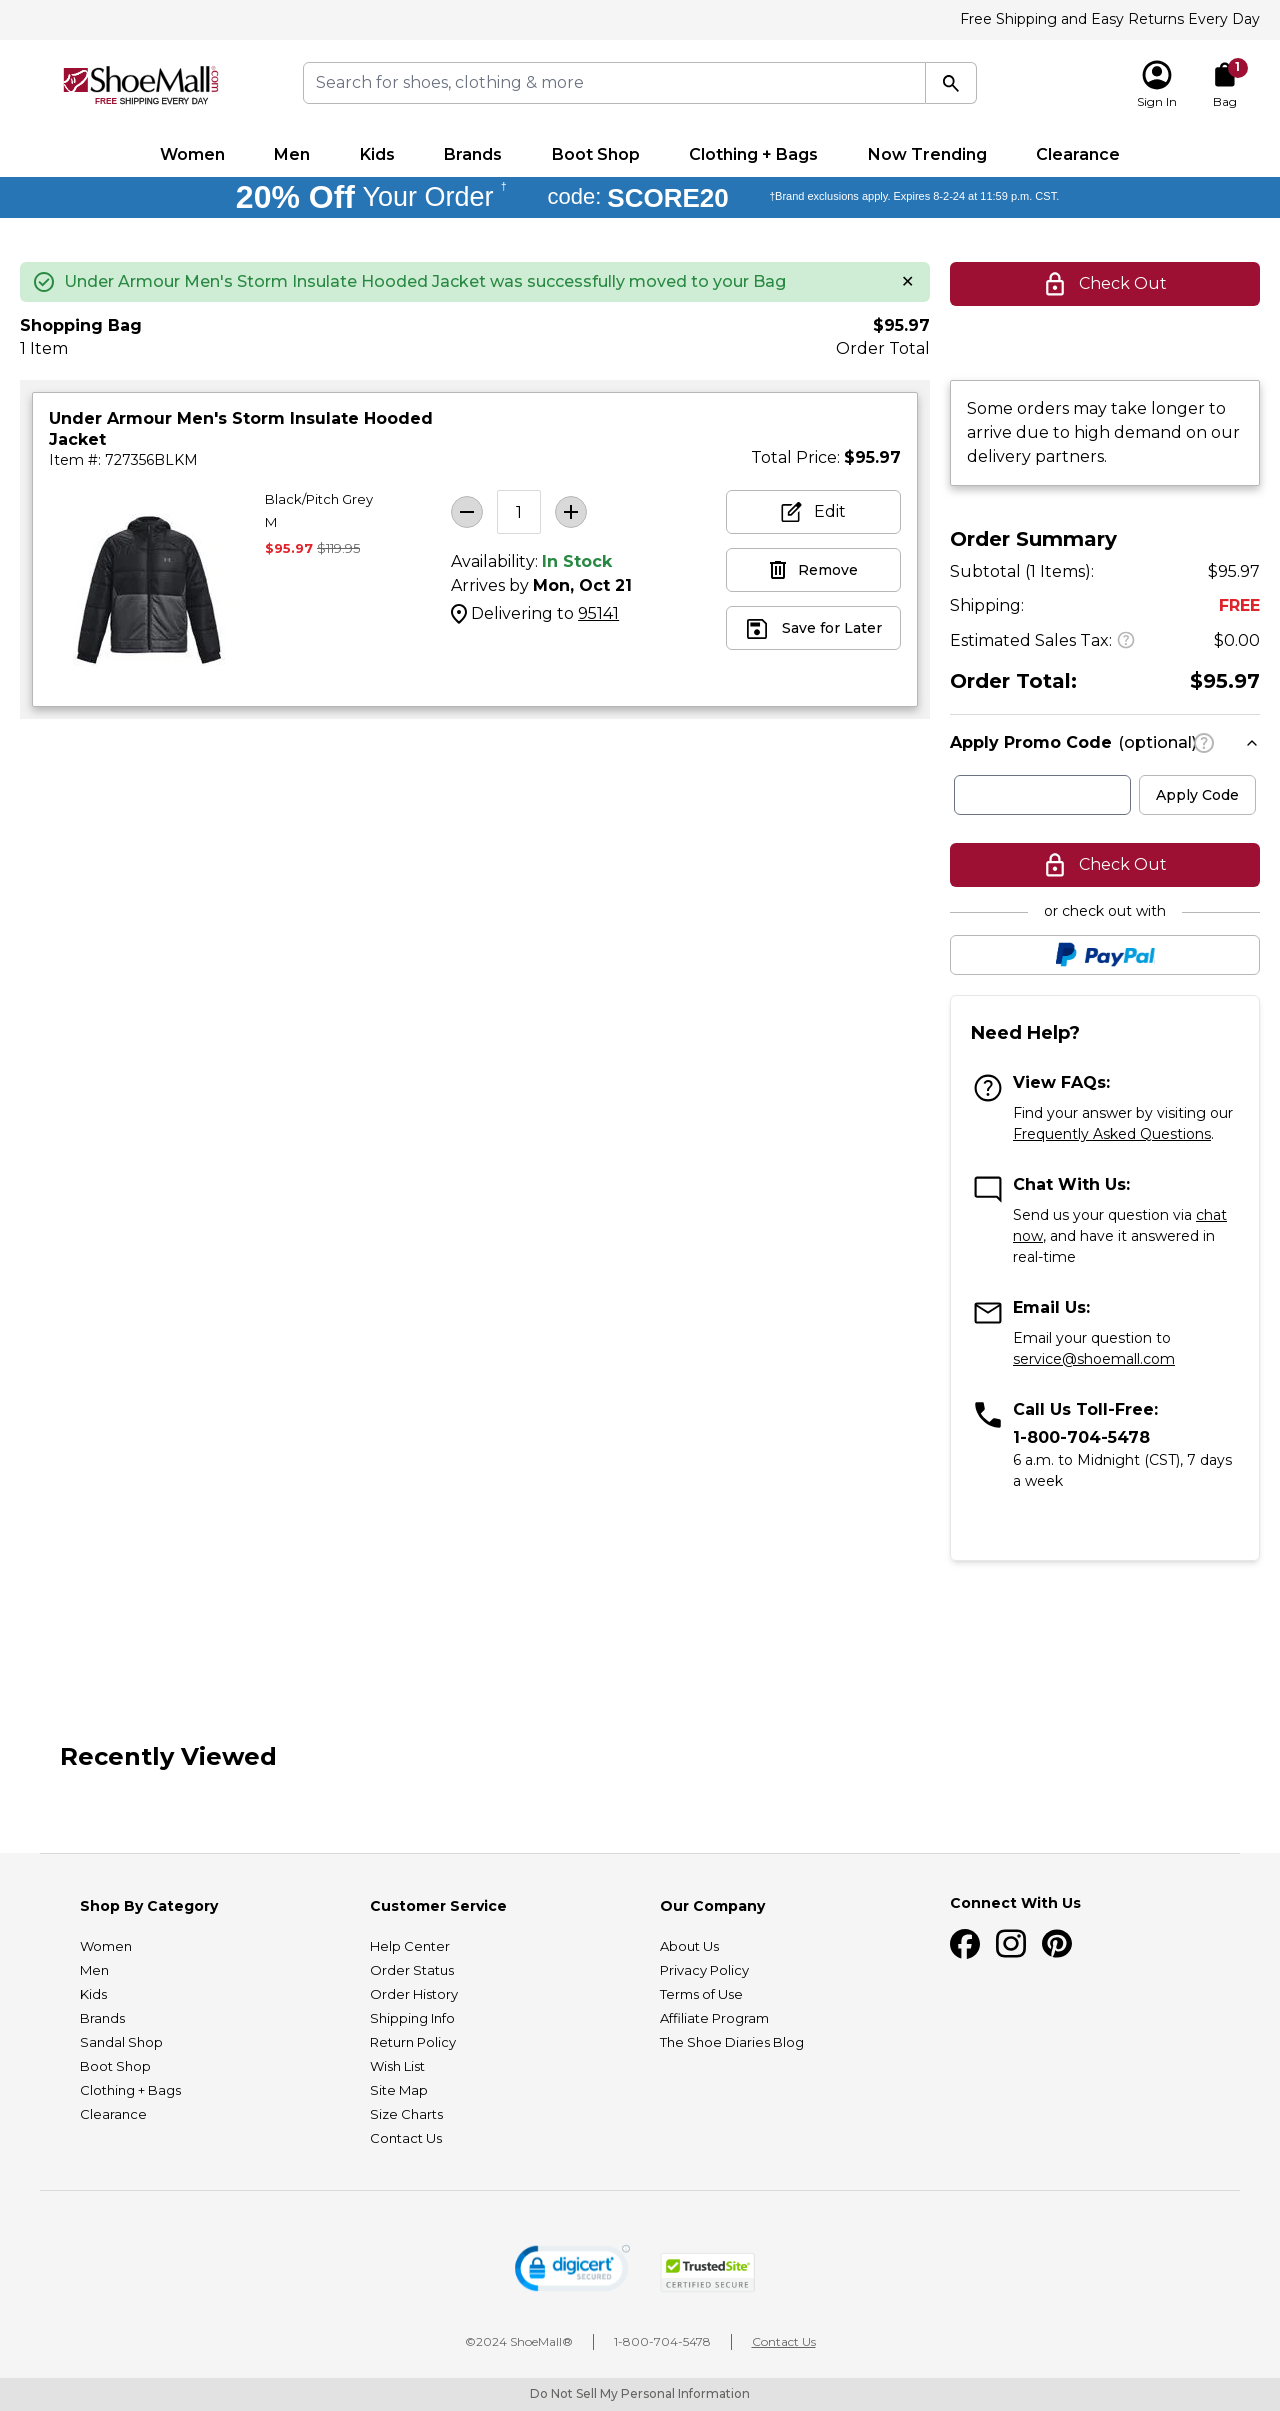 Free Shipping and Easy Returns Every Day
ShoeMall.com
FREE SHIPPING EVERY DAY
Search for shoes, clothing & more
Sign In
1
Bag
Women Men Kids Brands Boot Shop Clothing + Bags Now Trending Clearance
20% Off Your Order † code: SCORE20 †Brand exclusions apply. Expires 8-2-24 at 11:59 p.m. CST.
Under Armour Men's Storm Insulate Hooded Jacket was successfully moved to your Bag
Check Out
Shopping Bag $95.97
1 Item Order Total
Under Armour Men's Storm Insulate Hooded
Jacket
Item #: 727356BLKM
Total Price: $95.97
Black/Pitch Grey
M
$95.97 $119.95
1
Availability: In Stock
Arrives by Mon, Oct 21
Delivering to 95141
Edit
Remove
Save for Later
Some orders may take longer to
arrive due to high demand on our
delivery partners.
Order Summary
Subtotal (1 Items): $95.97
Shipping: FREE
Estimated Sales Tax: ? $0.00
Order Total: $95.97
Apply Promo Code (optional) ?
Apply Code
Check Out
or check out with
PayPal
Need Help?
View FAQs:
Find your answer by visiting our
Frequently Asked Questions.
Chat With Us:
Send us your question via chat
now, and have it answered in
real-time
Email Us:
Email your question to
service@shoemall.com
Call Us Toll-Free:
1-800-704-5478
6 a.m. to Midnight (CST), 7 days
a week
Recently Viewed
Shop By Category
Women
Men
Kids
Brands
Sandal Shop
Boot Shop
Clothing + Bags
Clearance
Customer Service
Help Center
Order Status
Order History
Shipping Info
Return Policy
Wish List
Site Map
Size Charts
Contact Us
Our Company
About Us
Privacy Policy
Terms of Use
Affiliate Program
The Shoe Diaries Blog
Connect With Us
digicert
SECURED
TrustedSite
CERTIFIED SECURE
©2024 ShoeMall® 1-800-704-5478 Contact Us
Do Not Sell My Personal Information